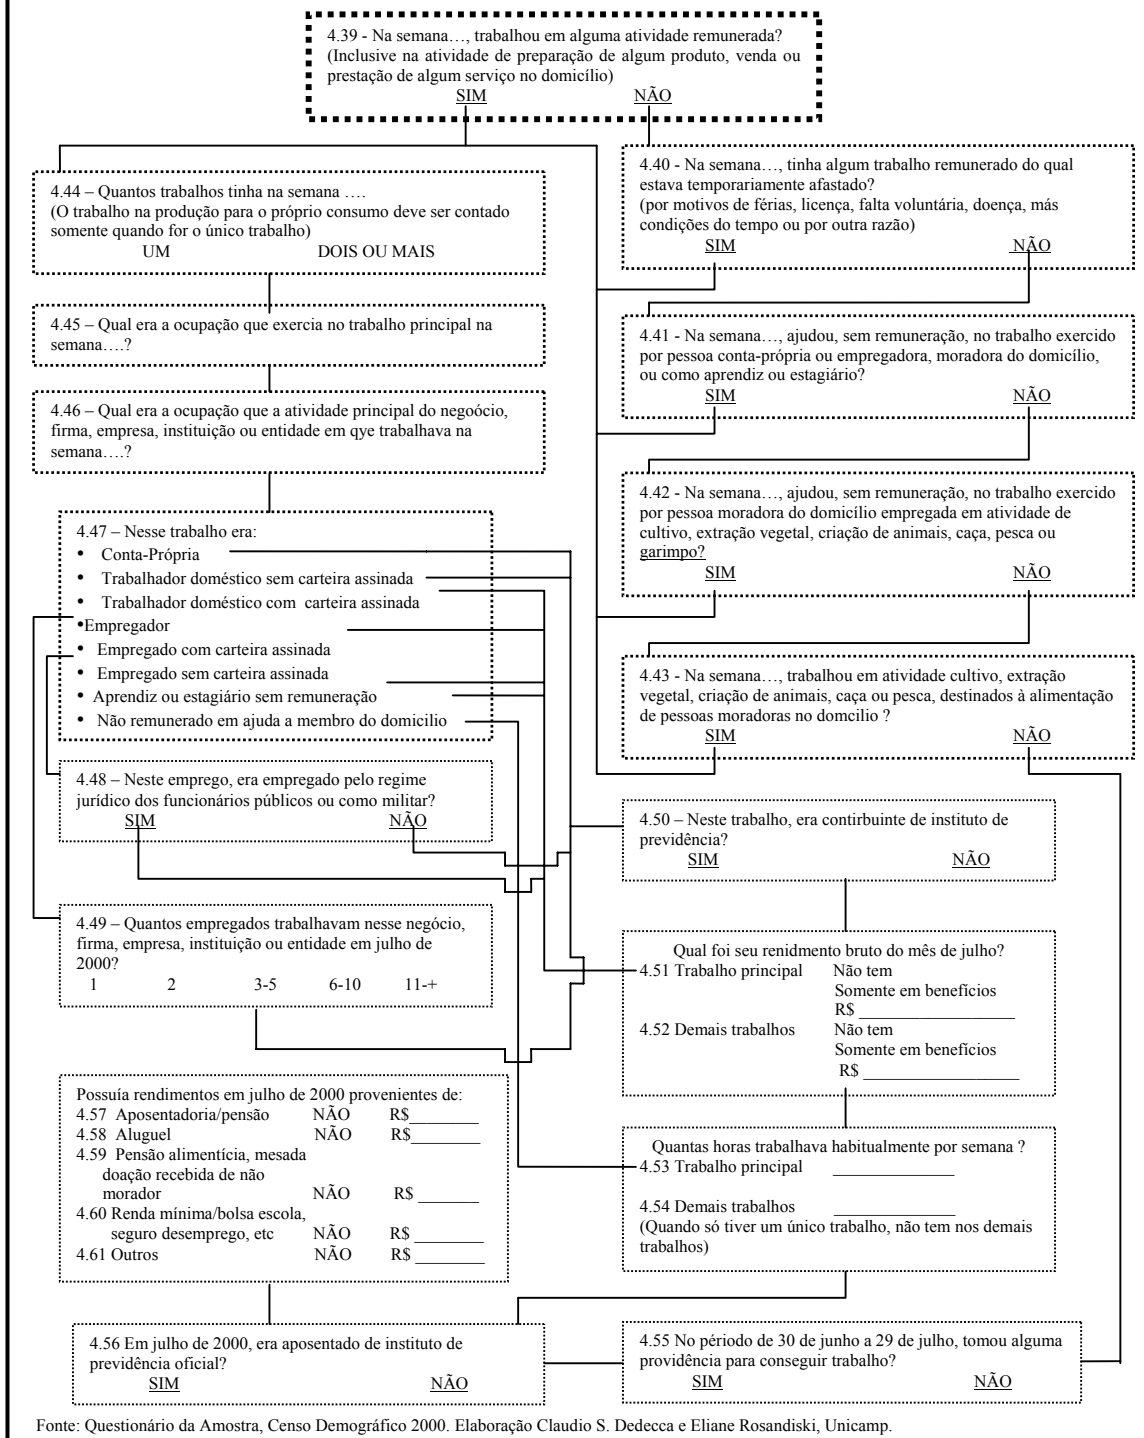 4.39 - Na semana…, trabalhou em alguma atividade remunerada?
(Inclusive na atividade de preparação de algum produto, venda ou
prestação de algum serviço no domicílio)
SIM NÃO
4.44 – Quantos trabalhos tinha na semana ….
(O trabalho na produção para o próprio consumo deve ser contado
somente quando for o único trabalho)
UM DOIS OU MAIS
4.45 – Qual era a ocupação que exercia no trabalho principal na
semana….?
4.46 – Qual era a ocupação que a atividade principal do negoócio,
firma, empresa, instituição ou entidade em qye trabalhava na
semana….?
4.47 – Nesse trabalho era:
• Conta-Própria
• Trabalhador doméstico sem carteira assinada
• Trabalhador doméstico com carteira assinada
•Empregador
• Empregado com carteira assinada
• Empregado sem carteira assinada
• Aprendiz ou estagiário sem remuneração
• Não remunerado em ajuda a membro do domicilio
4.48 – Neste emprego, era empregado pelo regime
jurídico dos funcionários públicos ou como militar?
SIM NÃO
4.49 – Quantos empregados trabalhavam nesse negócio,
firma, empresa, instituição ou entidade em julho de
2000?
1 2 3-5 6-10 11-+
4.40 - Na semana…, tinha algum trabalho remunerado do qual
estava temporariamente afastado?
(por motivos de férias, licença, falta voluntária, doença, más
condições do tempo ou por outra razão)
SIM NÃO
4.41 - Na semana…, ajudou, sem remuneração, no trabalho exercido
por pessoa conta-própria ou empregadora, moradora do domicílio,
ou como aprendiz ou estagiário?
SIM NÃO
4.42 - Na semana…, ajudou, sem remuneração, no trabalho exercido
por pessoa moradora do domicílio empregada em atividade de
cultivo, extração vegetal, criação de animais, caça, pesca ou
garimpo?
SIM NÃO
4.43 - Na semana…, trabalhou em atividade cultivo, extração
vegetal, criação de animais, caça ou pesca, destinados à alimentação
de pessoas moradoras no domcilio ?
SIM NÃO
4.50 – Neste trabalho, era contirbuinte de instituto de
previdência?
SIM NÃO
Qual foi seu renidmento bruto do mês de julho?
4.51 Trabalho principal Não tem
Somente em benefícios
R$ ____________________
4.52 Demais trabalhos Não tem
Somente em benefícios
R$ ____________________
Quantas horas trabalhava habitualmente por semana ?
4.53 Trabalho principal _______________
4.54 Demais trabalhos _______________
(Quando só tiver um único trabalho, não tem nos demais
trabalhos)
Possuía rendimentos em julho de 2000 provenientes de:
4.57 Aposentadoria/pensão NÃO R$_________
4.58 Aluguel NÃO R$_________
4.59 Pensão alimentícia, mesada
doação recebida de não
morador NÃO R$ ________
4.60 Renda mínima/bolsa escola,
seguro desemprego, etc NÃO R$ _________
4.61 Outros NÃO R$ _________
4.56 Em julho de 2000, era aposentado de instituto de
previdência oficial?
SIM NÃO
4.55 No período de 30 de junho a 29 de julho, tomou alguma
providência para conseguir trabalho?
SIM NÃO
Fonte: Questionário da Amostra, Censo Demográfico 2000. Elaboração Claudio S. Dedecca e Eliane Rosandiski, Unicamp.